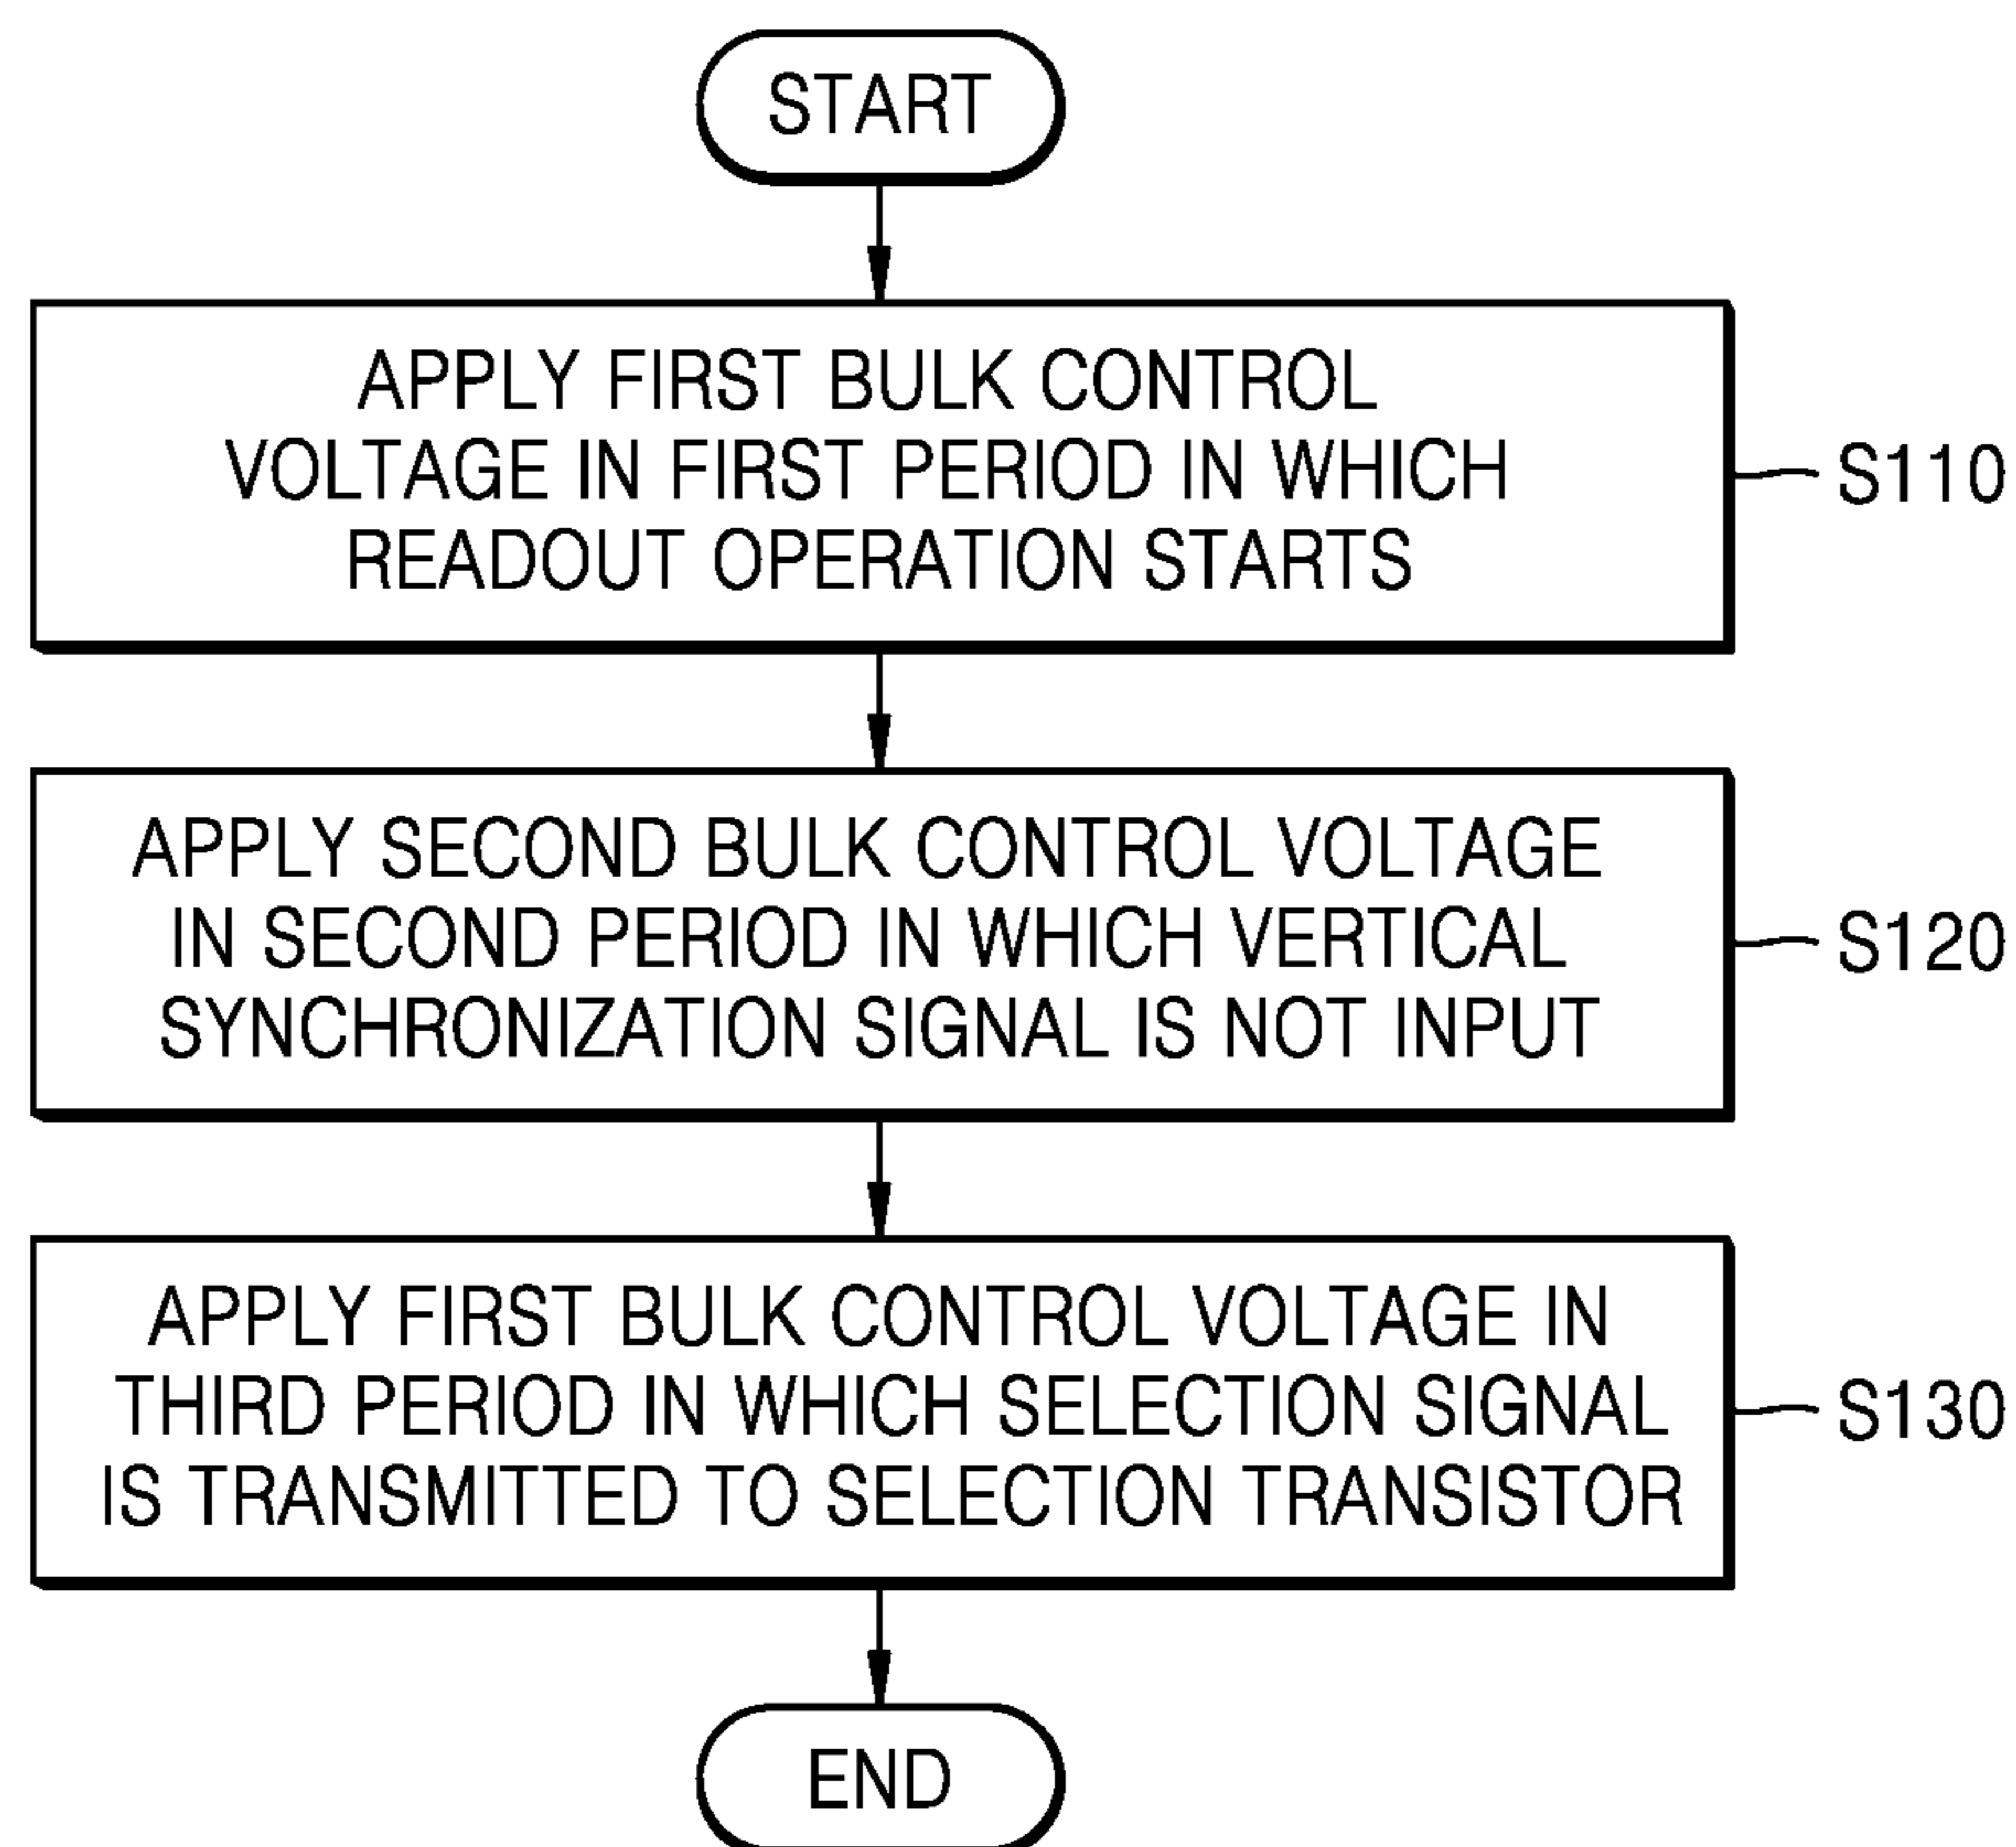 START
APPLY FIRST BULK CONTROL
VOLTAGE IN FIRST PERIOD IN WHICH
READOUT OPERATION STARTS
S110
APPLY SECOND BULK CONTROL VOLTAGE
IN SECOND PERIOD IN WHICH VERTICAL
SYNCHRONIZATION SIGNAL IS NOT INPUT
S120
APPLY FIRST BULK CONTROL VOLTAGE IN
THIRD PERIOD IN WHICH SELECTION SIGNAL
IS TRANSMITTED TO SELECTION TRANSISTOR
S130
END